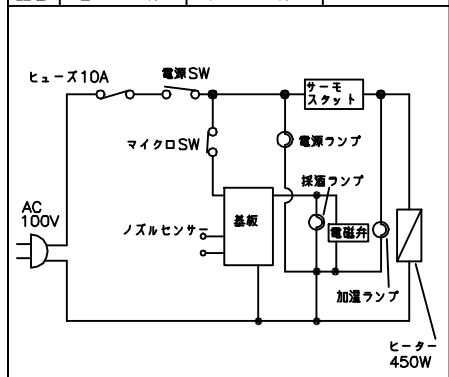 ヒューズ10A
電源SW
サーモ
スタット
電源ランプ
マイクロSW
採酒ランプ
AC
100V
ノズルセンサー
基板
電磁弁
加温ランプ
ヒーター
450W